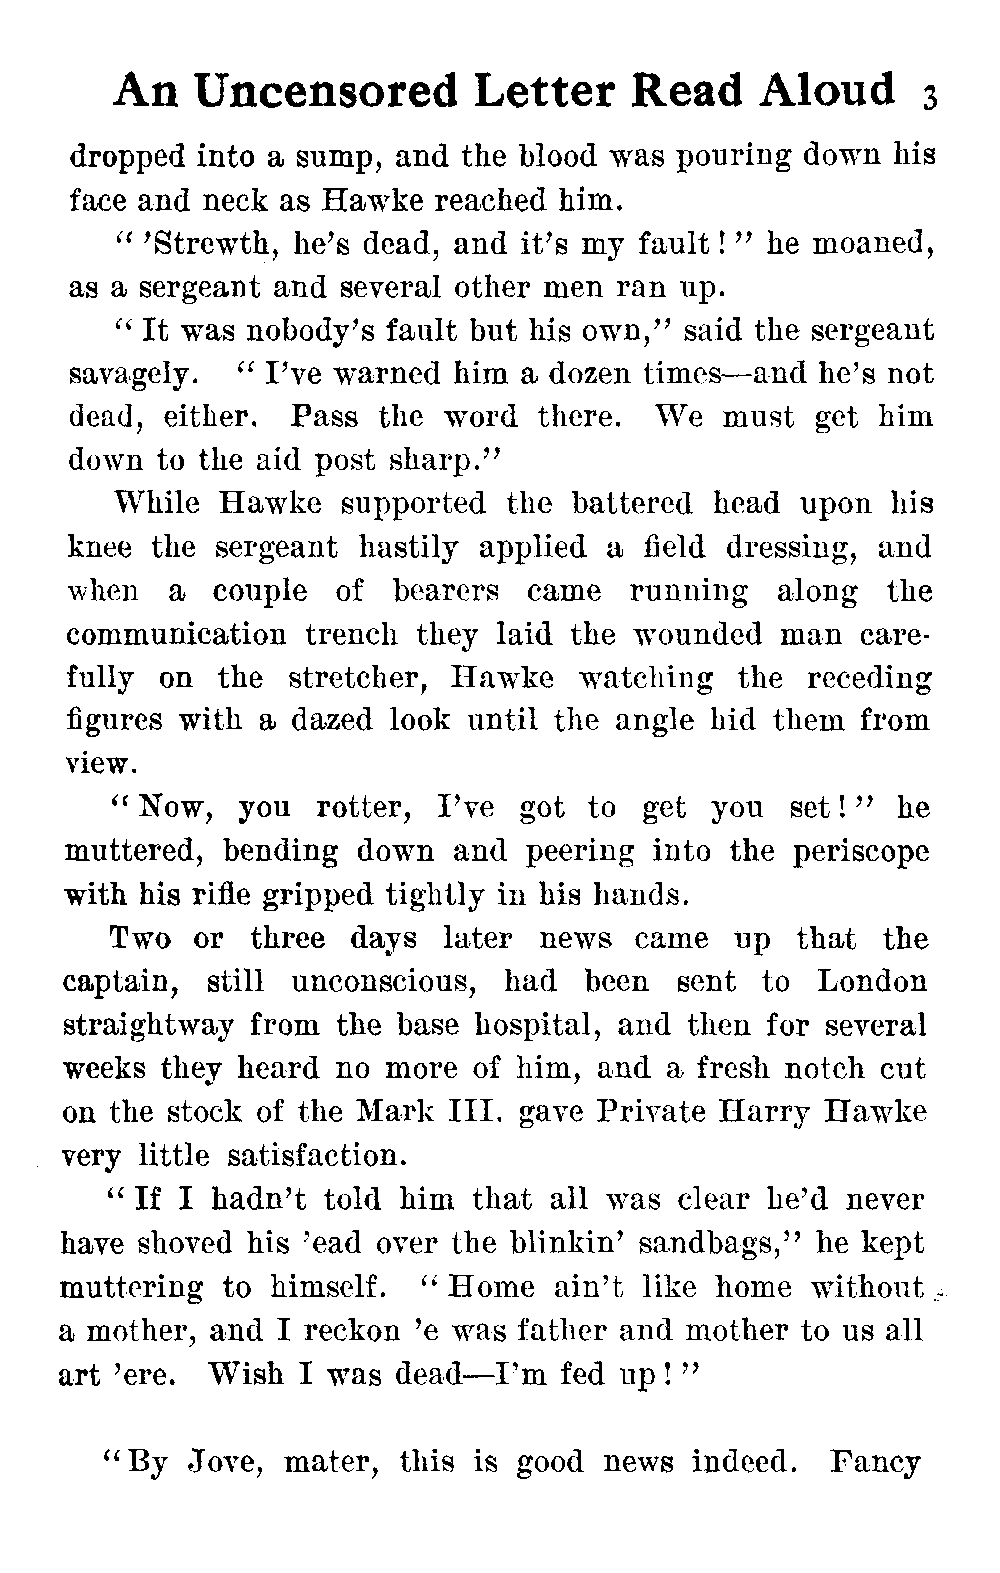 An Uncensored Letter Read Aloud 3
dropped into a sump, and the blood was pouring down his
face and neck as Hawke reached him.
“ ’Strewth, he’s dead, and it’s my fault ! ” he moaned,
as a sergeant and several other men ran up.
“ It was nobody’s fault but his own,” said the sergeant
savagely. “ I’ve warned him a dozen times—and he’s not
dead, either. Pass the word there. We must get him
down to the aid post sharp.”
While Hawke supported the battered head upon his
knee the sergeant hastily applied a field dressing, and
when a couple of bearers came running along the
communication trench they laid the wounded man care-
fully on the stretcher, Hawke watching the receding
figures with a dazed look until the angle hid them from
view.
“ Now, you rotter, I’ve got to get you set ! ” he
muttered, bending down and peering into the periscope
with his rifle gripped tightly in his hands.
Two or three days later news came up that the
captain, still unconscious, had been sent to London
straightway from the base hospital, and then for several
weeks they heard no more of him, and a fresh notch cut
on the stock of the Mark III. gave Private Harry Hawke
very little satisfaction.
“ If I hadn’t told him that all was clear he’d never
have shoved his ’ead over the blinkin’ sandbags,” he kept
muttering to himself. “ Home ain’t like home without
a mother, and I reckon ’e was father and mother to us all
art ’ere. Wish I was dead—I’m fed up ! ”
“ By Jove, mater, this is good news indeed. Fancy